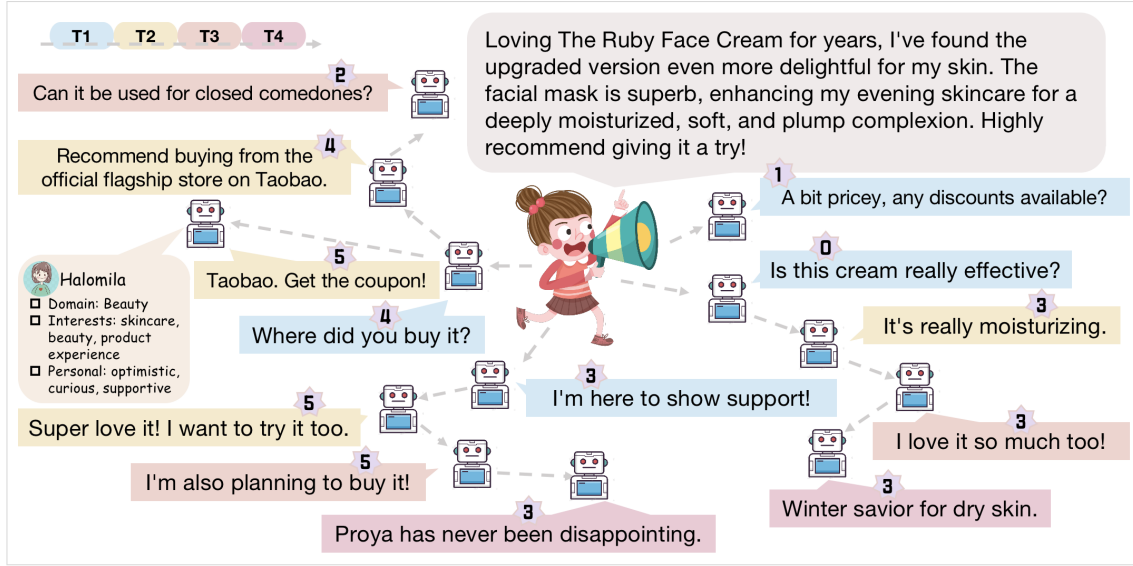 T1 T2 T3 T4
Loving The Ruby Face Cream for years, I've found the
upgraded version even more delightful for my skin. The
facial mask is superb, enhancing my evening skincare for a
deeply moisturized, soft, and plump complexion. Highly
recommend giving it a try!
2
Can it be used for closed comedones?
4
Recommend buying from the
official flagship store on Taobao.
1
A bit pricey, any discounts available?
0
Is this cream really effective?
5
Taobao. Get the coupon!
Halomila
Domain: Beauty
Interests: skincare,
beauty, product
experience
Personal: optimistic,
curious, supportive
4
Where did you buy it?
3
It's really moisturizing.
3
I'm here to show support!
5
Super love it! I want to try it too.
3
I love it so much too!
5
I'm also planning to buy it!
3
Winter savior for dry skin.
3
Proya has never been disappointing.